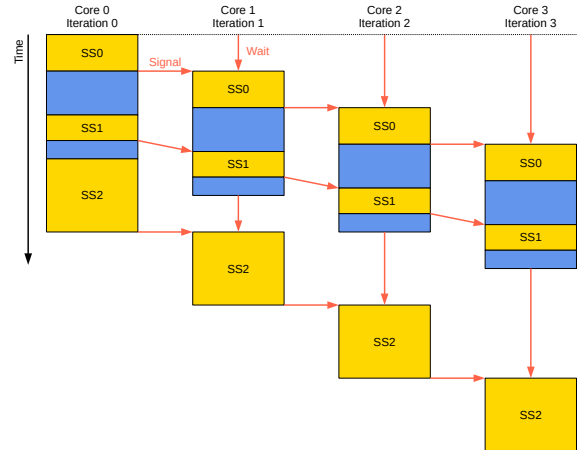 Core 0
Iteration 0
Core 1
Iteration 1
Core 2
Iteration 2
Core 3
Iteration 3
Time
SS0
Signal
Wait
SS0
SS0
SS0
SS1
SS1
SS1
SS1
SS2
SS2
SS2
SS2